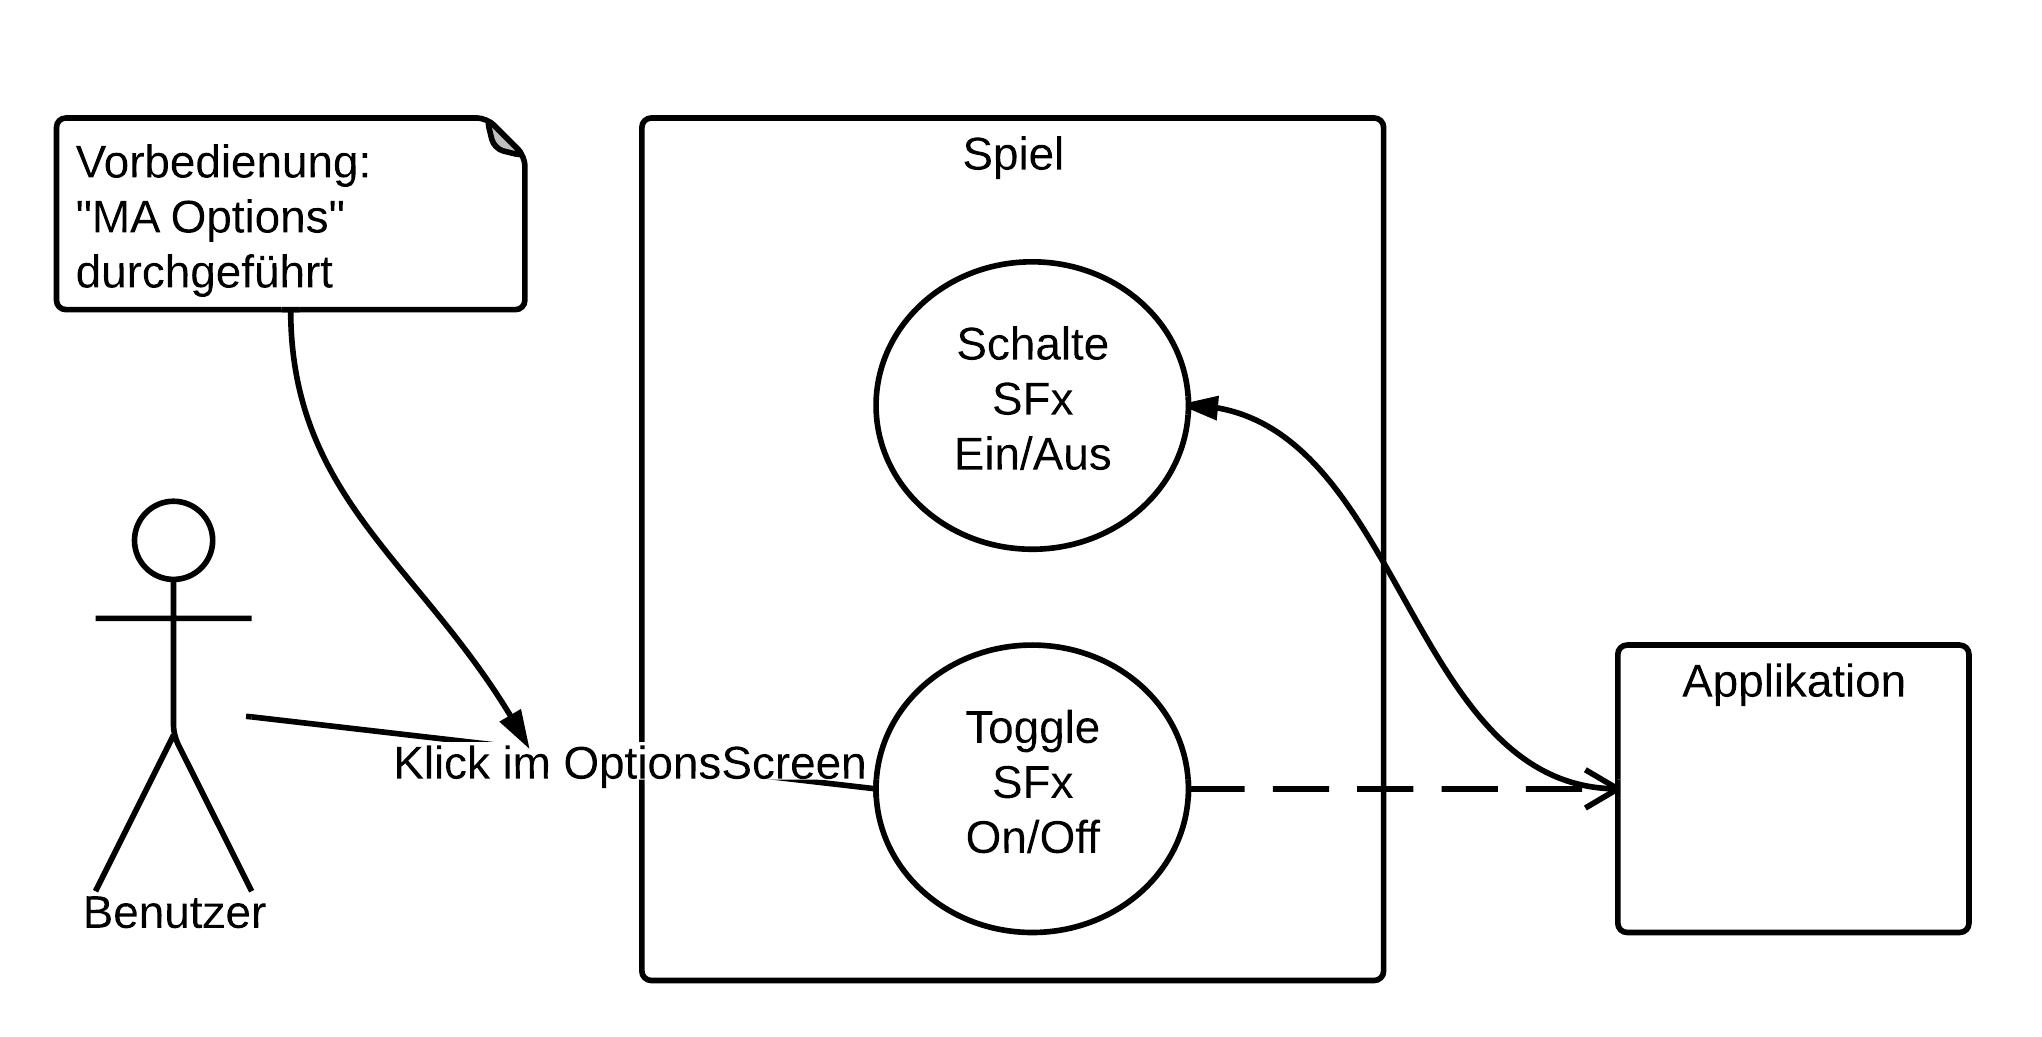 Vorbedienung:
"MA Options"
durchgeführt
Spiel
Schalte
SFx
Ein/Aus
Applikation
Toggle
SFx
On/Off
Klick im OptionsScreen
Benutzer